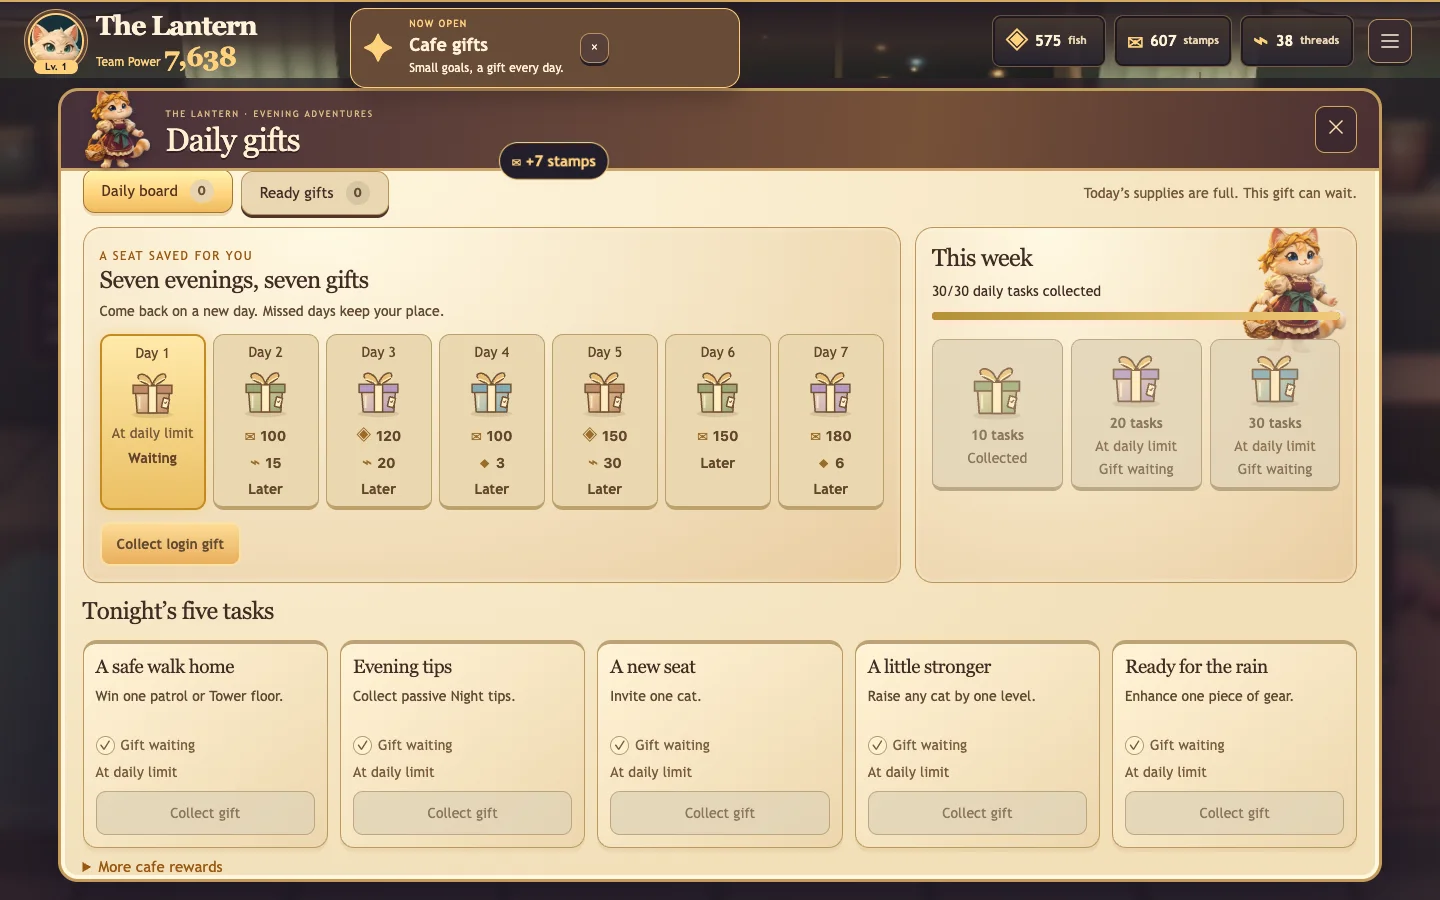 The Lantern
Team Power 7,638
Lv. 1
NOW OPEN
Cafe gifts
Small goals, a gift every day.
×
575 fish
607 stamps
38 threads
THE LANTERN · EVENING ADVENTURES
Daily gifts
+7 stamps
Daily board 0
Ready gifts 0
Today's supplies are full. This gift can wait.
A SEAT SAVED FOR YOU
Seven evenings, seven gifts
Come back on a new day. Missed days keep your place.
Day 1
At daily limit
Waiting
Day 2
100
15
Later
Day 3
120
20
Later
Day 4
100
3
Later
Day 5
150
30
Later
Day 6
150
Later
Day 7
180
6
Later
Collect login gift
This week
30/30 daily tasks collected
10 tasks
Collected
20 tasks
At daily limit
Gift waiting
30 tasks
At daily limit
Gift waiting
Tonight's five tasks
A safe walk home
Win one patrol or Tower floor.
Gift waiting
At daily limit
Collect gift
Evening tips
Collect passive Night tips.
Gift waiting
At daily limit
Collect gift
A new seat
Invite one cat.
Gift waiting
At daily limit
Collect gift
A little stronger
Raise any cat by one level.
Gift waiting
At daily limit
Collect gift
Ready for the rain
Enhance one piece of gear.
Gift waiting
At daily limit
Collect gift
More cafe rewards